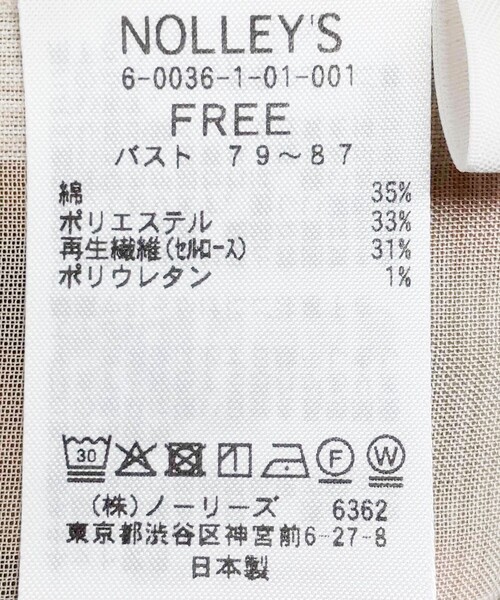 NOLLEY'S
6-0036-1-01-001
FREE
バスト 79～87
綿 35%
ポリエステル 33%
再生繊維(ｾﾙﾛｰｽ) 31%
ポリウレタン 1%
30 F W
(株)ノーリーズ 6362
東京都渋谷区神宮前6-27-8
日本製